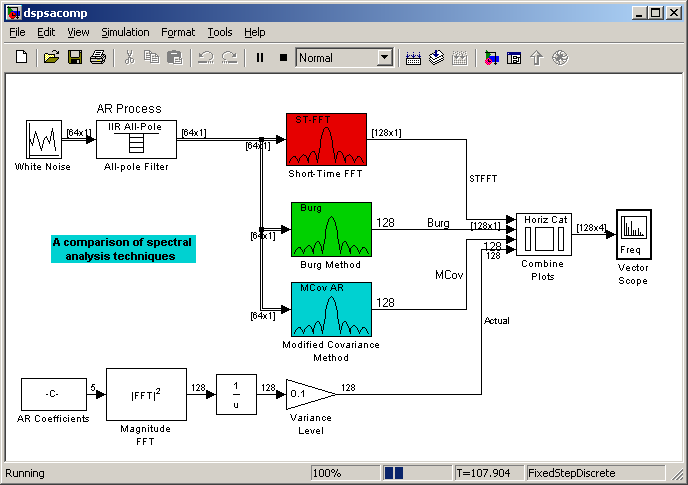 dspsacomp
File Edit View Simulation Format Tools Help
Normal
AR Process
IIR All-Pole
[64x1]
[64x1]
White Noise
All-pole Filter
[64x1]
ST-FFT
[128x1]
Short-Time FFT
STFFT
A comparison of spectral
analysis techniques
Burg
128
Burg
[128x1]
[64x1]
Burg Method
Horiz Cat
[128x4]
128
128
Combine
Plots
Freq
Vector
Scope
MCov
MCov AR
128
[64x1]
Modified Covariance
Method
Actual
-C-
5
AR Coefficients
|FFT|2
128
Magnitude
FFT
1
u
128
0.1
128
Variance
Level
Running
100%
T=107.904
FixedStepDiscrete